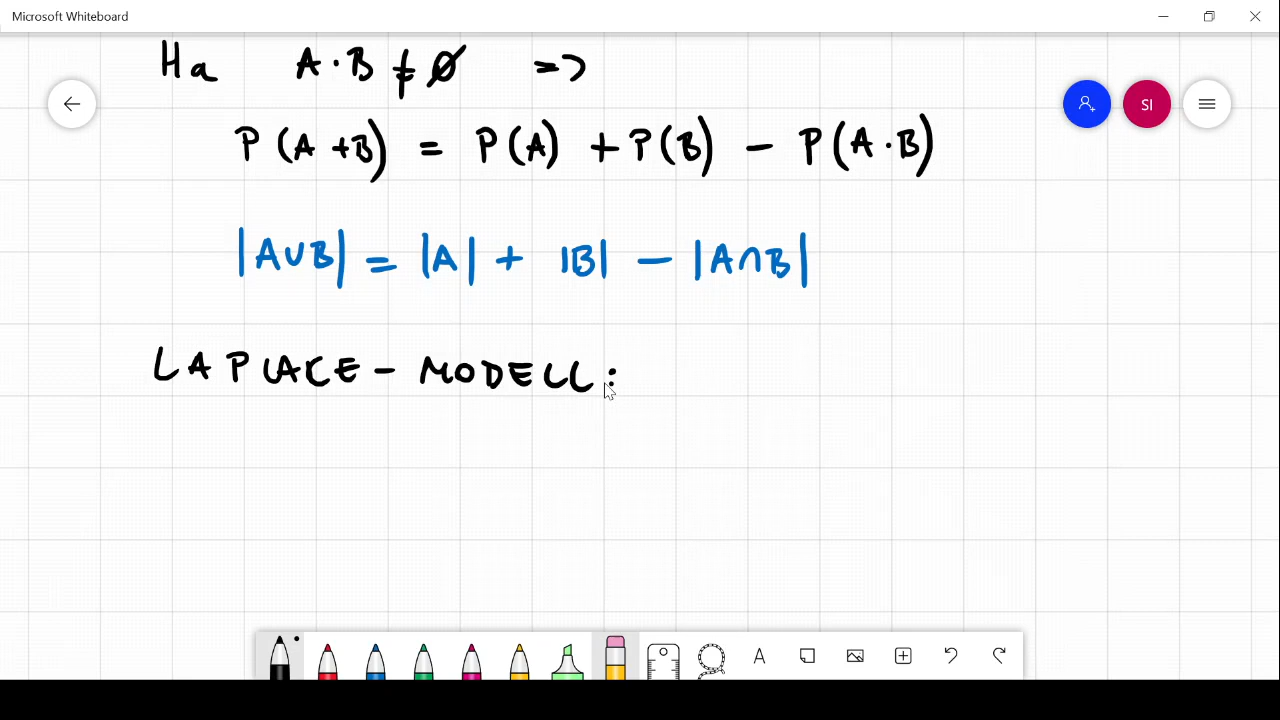 Microsoft Whiteboard
Ha A·B ≠ ∅ =>
P(A+B) = P(A) + P(B) - P(A·B)
SI
|A∪B| = |A| + |B| - |A∩B|
LAPLACE-MODELL:
A